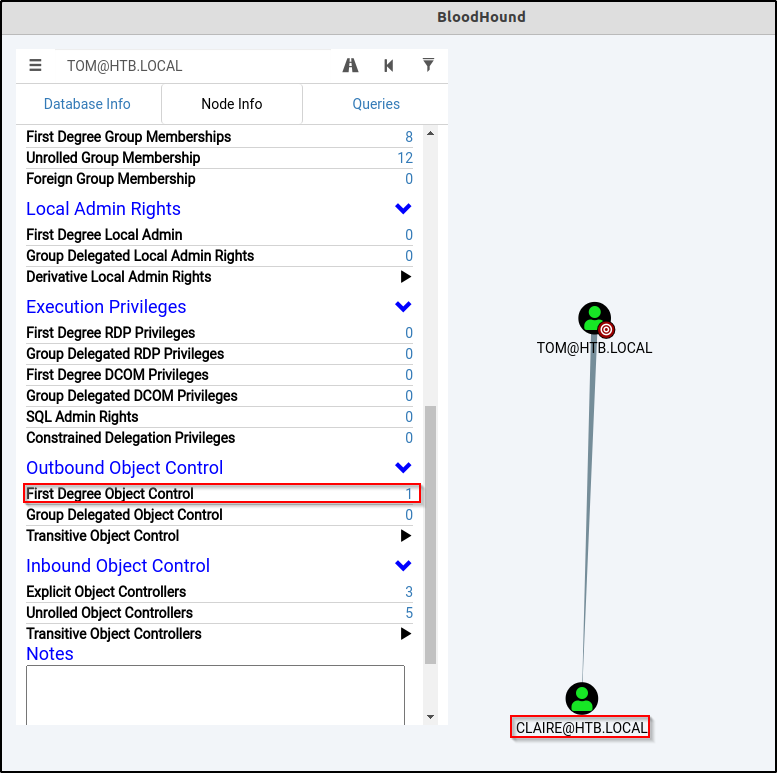 BloodHound
TOM@HTB.LOCAL
Database Info Node Info Queries
First Degree Group Memberships 8
Unrolled Group Membership 12
Foreign Group Membership 0
Local Admin Rights
First Degree Local Admin 0
Group Delegated Local Admin Rights 0
Derivative Local Admin Rights
Execution Privileges
First Degree RDP Privileges 0
Group Delegated RDP Privileges 0
First Degree DCOM Privileges 0
Group Delegated DCOM Privileges 0
SQL Admin Rights 0
Constrained Delegation Privileges 0
Outbound Object Control
First Degree Object Control 1
Group Delegated Object Control 0
Transitive Object Control
Inbound Object Control
Explicit Object Controllers 3
Unrolled Object Controllers 5
Transitive Object Controllers
Notes
TOM@HTB.LOCAL
CLAIRE@HTB.LOCAL